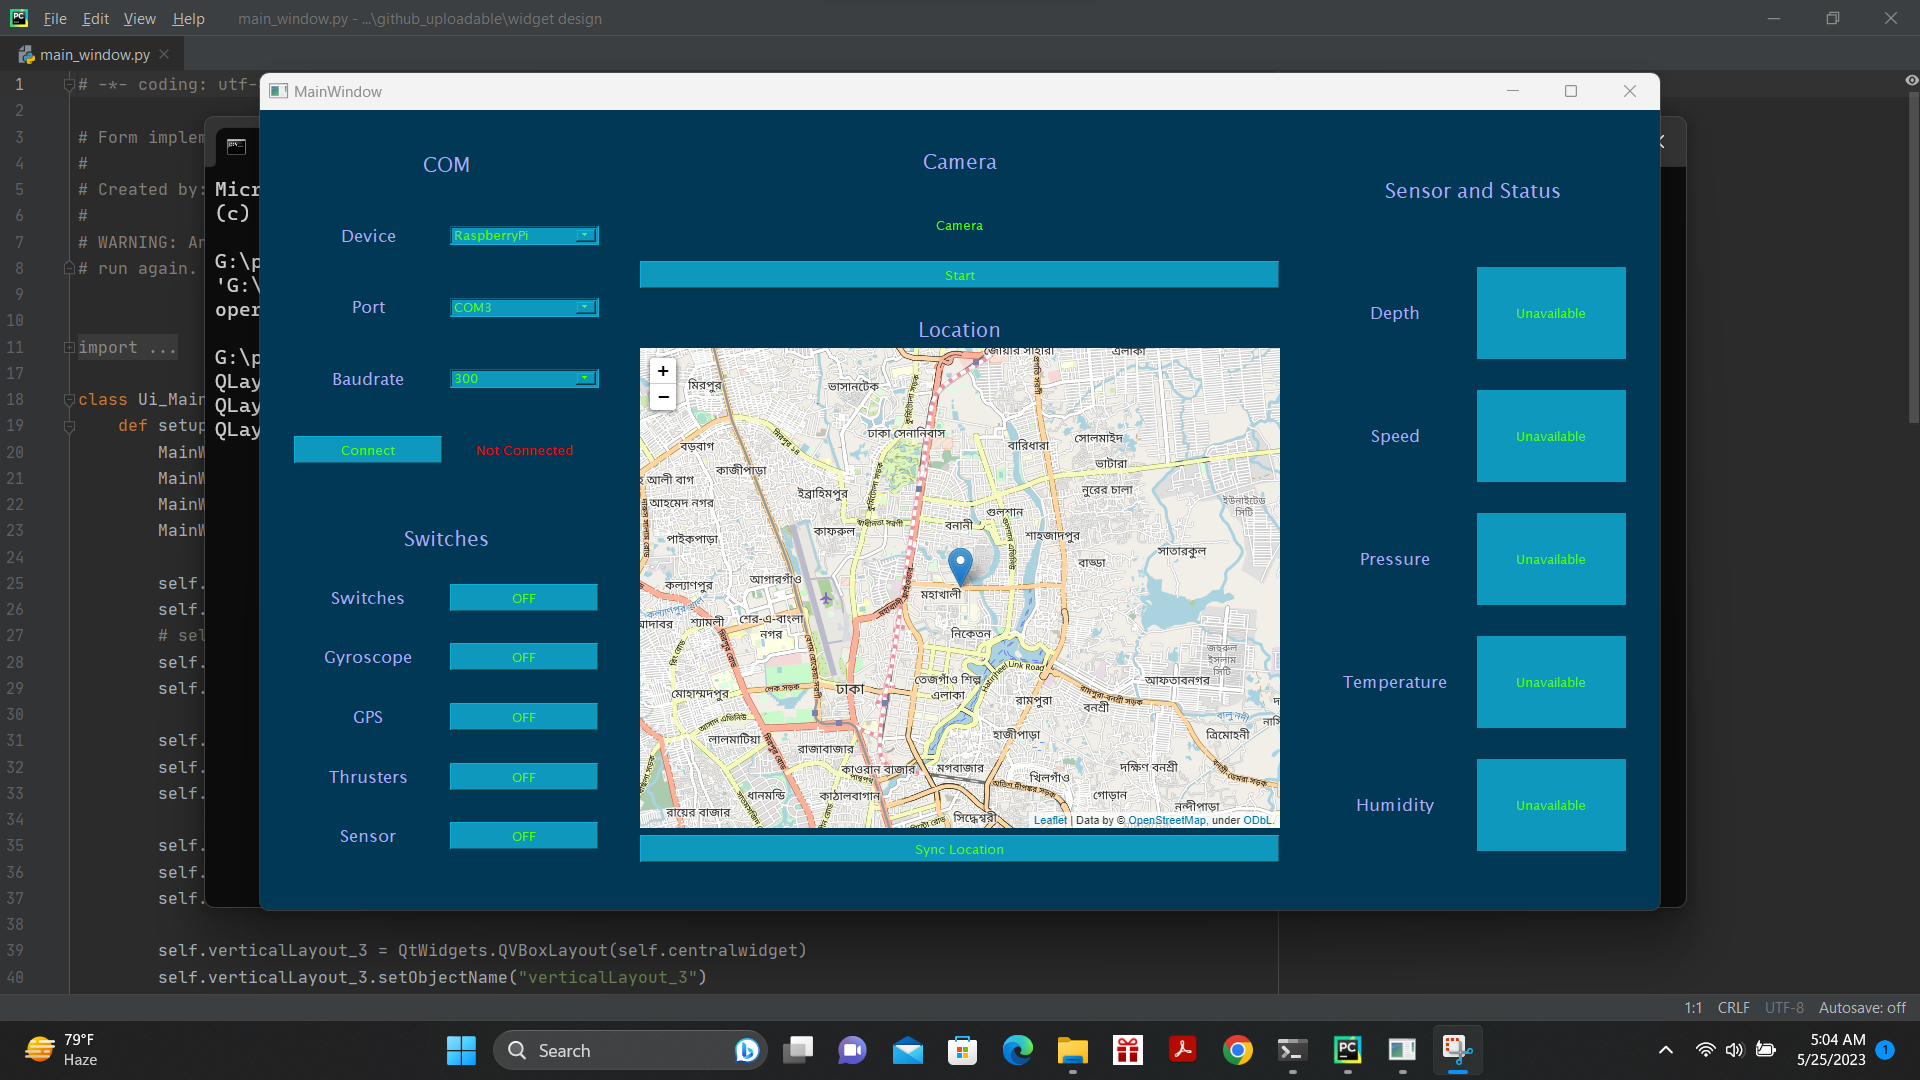 File Edit View Help main_window.py - ...\github_uploadable\widget design
main_window.py
1 # -*- coding: utf-
2
3 # Form implem
4 #
5 # Created by:
6 #
7 # WARNING: An
8 # run again.
9
10
11 import ...
17
18 class Ui_Main
19 def setup
20 MainW
21 MainW
22 MainW
23 MainW
24
25 self.
26 self.
27 # sel
28 self.
29 self.
30
31 self.
32 self.
33 self.
34
35 self.
36 self.
37 self.
38
39 self.verticalLayout_3 = QtWidgets.QVBoxLayout(self.centralwidget)
40 self.verticalLayout_3.setObjectName("verticalLayout_3")
Micr
(c)
G:\p
'G:\
oper
G:\p
QLay
QLay
QLay
MainWindow
COM
Device RaspberryPi
Port COM3
Baudrate 300
Connect Not Connected
Switches
Switches OFF
Gyroscope OFF
GPS OFF
Thrusters OFF
Sensor OFF
Camera
Camera
Start
Location
+
−
জোয়ার সাহারা
এলাকা
মিরপুর
ভাসানটেক
ঢাকা সেনানিবাস
বারিধারা
সোলমাইদ
বড়বাগ
কাজীপাড়া
ভাটারা
আলী বাগ
ইব্রাহিমপুর
নুরের চালা
আহমেদ নগর
গুলশান
ইউনাইটেড
সিটি
কাফরুল
বনানী
পাইকপাড়া
শাহজাদপুর
সাতারকুল
আগারগাঁও
বাড্ডা
কল্যাণপুর
মহাখালী
শ্যামলী
শের-এ-বাংলা
নগর
নিকেতন
জহুরুল
ইসলাম
সিটি
Hatirjheel Link Road
মোহাম্মদপুর
ঢাকা
তেজগাঁও শিল্প
এলাকা
আফতাবনগর
রামপুরা
বনশ্রী
লালমাটিয়া
রাজাবাজার
হাজীপাড়া
ত্রিমোহনী
কাওরান বাজার
মগবাজার
খিলগাঁও
দক্ষিণ বনশ্রী
ধানমন্ডি
কাঠালবাগান
গোড়ান
নন্দীপাড়া
রায়ের বাজার
সিদ্ধেশ্বরী
Leaflet | Data by © OpenStreetMap, under ODbL.
Sync Location
Sensor and Status
Depth Unavailable
Speed Unavailable
Pressure Unavailable
Temperature Unavailable
Humidity Unavailable
1:1 CRLF UTF-8 Autosave: off
79°F
Haze
Search
5:04 AM
5/25/2023
1